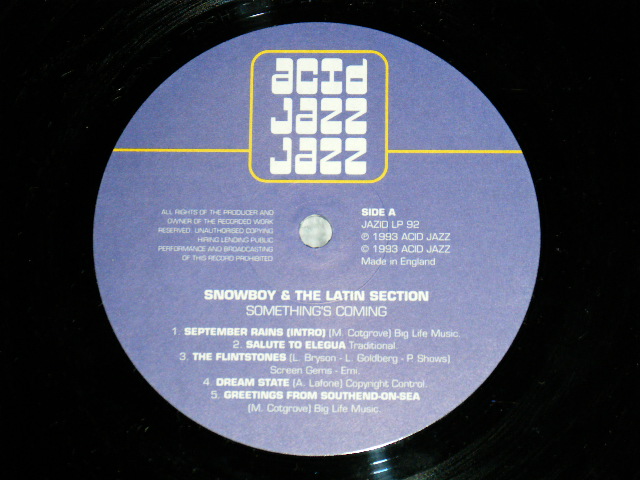 acid
jazz
jazz
ALL RIGHTS OF THE PRODUCER AND
OWNER OF THE RECORDED WORK
RESERVED: UNAUTHORISED COPYING
HIRING LENDING PUBLIC
PERFORMANCE AND BROADCASTING
OF THIS RECORD PROHIBITED
SIDE A
JAZID LP 92
℗ 1993 ACID JAZZ
© 1993 ACID JAZZ
Made in England
SNOWBOY & THE LATIN SECTION
SOMETHING'S COMING
1. SEPTEMBER RAINS (INTRO) (M. Cotgrove) Big Life Music.
2. SALUTE TO ELEGUA Traditional.
3. THE FLINTSTONES (L. Bryson - L. Goldberg - P. Shows)
Screen Gems - Emi.
4. DREAM STATE (A. Lafone) Copyright Control.
5. GREETINGS FROM SOUTHEND-ON-SEA
(M. Cotgrove) Big Life Music.